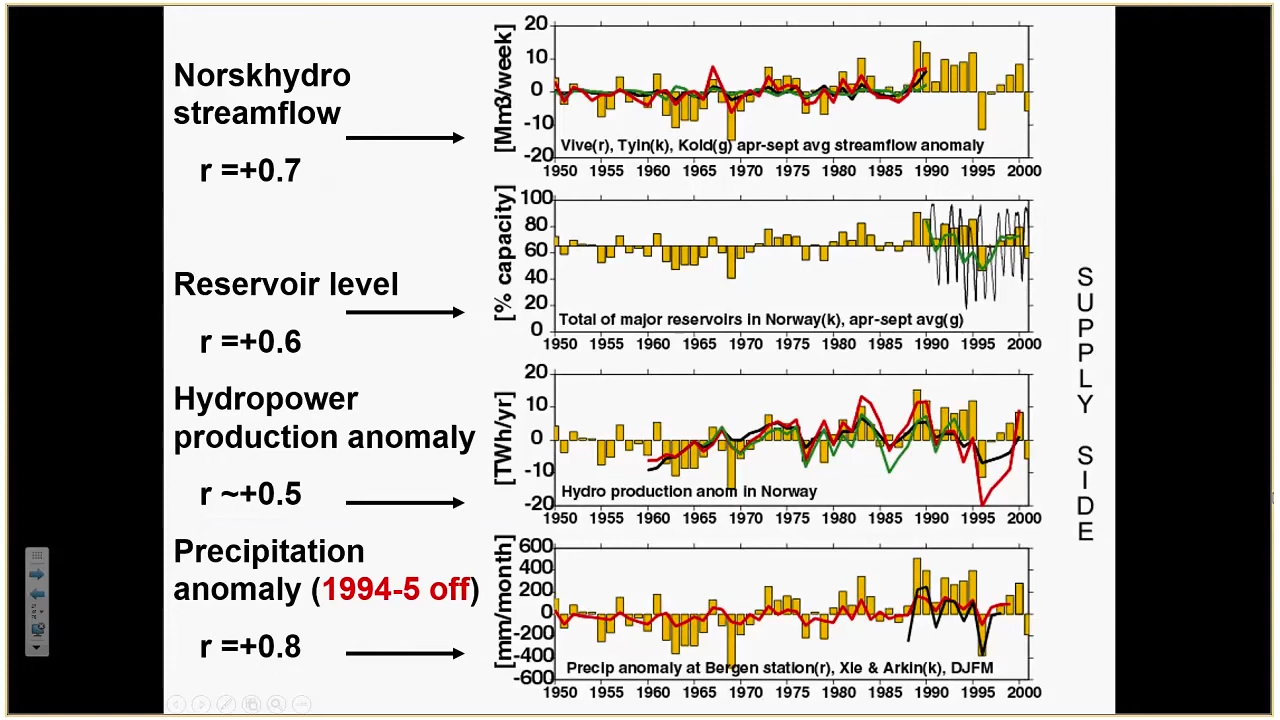 Norskhydro
streamflow
r =+0.7
Reservoir level
r =+0.6
Hydropower
production anomaly
r ~+0.5
Precipitation
anomaly (1994-5 off)
r =+0.8
[Mm3/week]
20
10
0
-10
-20
Vive(r), Tyin(k), Kold(g) apr-sept avg streamflow anomaly
1950 1955 1960 1965 1970 1975 1980 1985 1990 1995 2000
[% capacity]
100
80
60
40
20
0
Total of major reservoirs in Norway(k), apr-sept avg(g)
1950 1955 1960 1965 1970 1975 1980 1985 1990 1995 2000
[TWh/yr]
20
10
0
-10
-20
Hydro production anom in Norway
1950 1955 1960 1965 1970 1975 1980 1985 1990 1995 2000
[mm/month]
600
400
200
0
-200
-400
-600
Precip anomaly at Bergen station(r), Xie & Arkin(k), DJFM
1950 1955 1960 1965 1970 1975 1980 1985 1990 1995 2000
SUPPLY SIDE